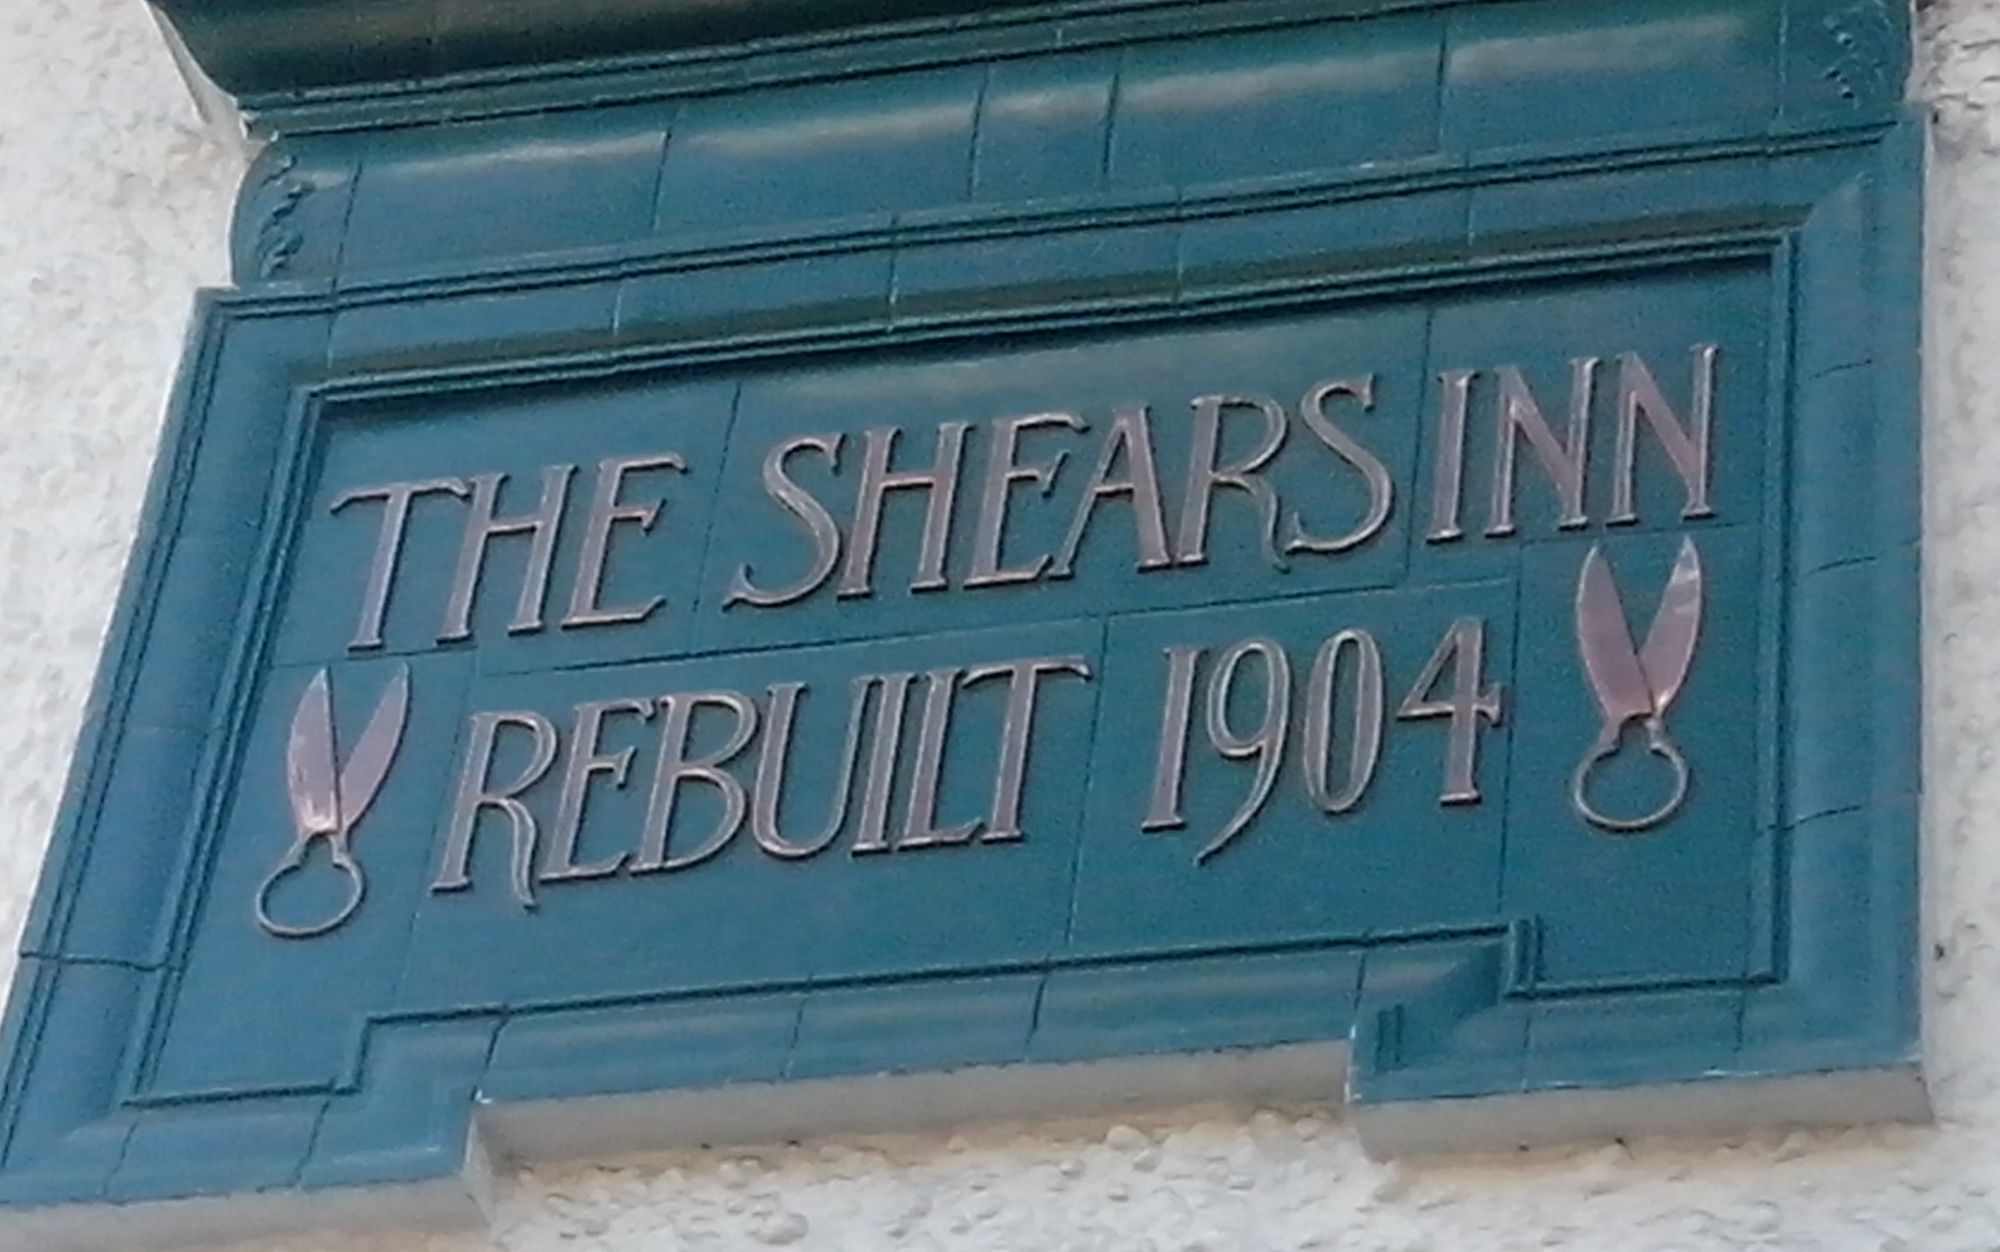 THE SHEARS INN
REBUILT 1904